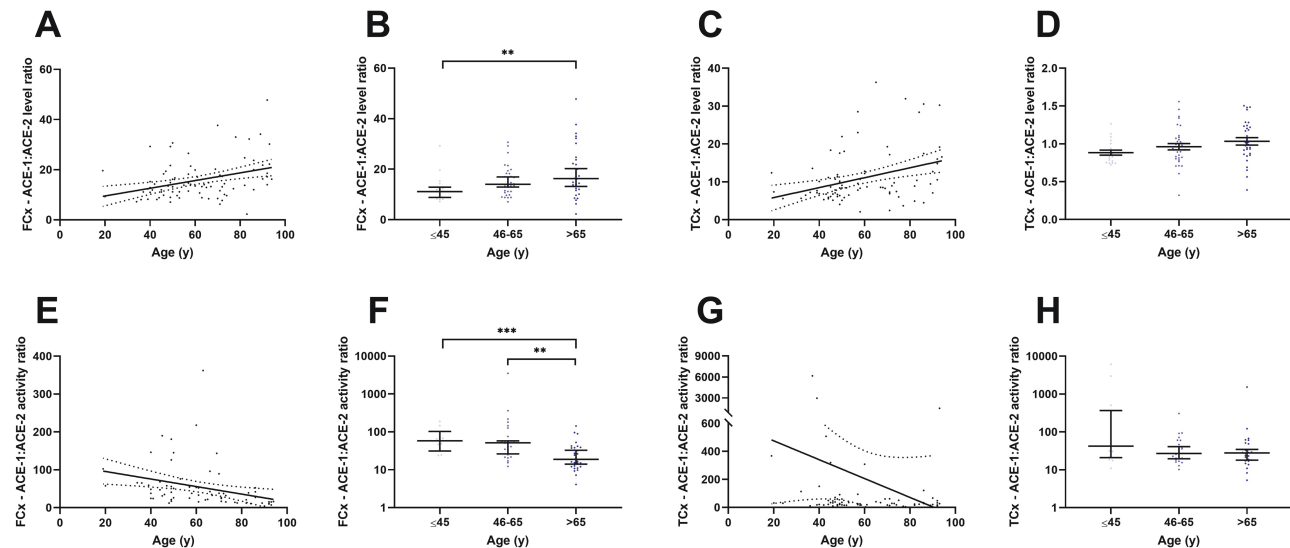 A
FCx - ACE-1:ACE-2 level ratio
60
40
20
0
0 20 40 60 80 100
Age (y)
B
FCx - ACE-1:ACE-2 level ratio
60
40
20
0
**
≤45 46-65 >65
Age (y)
C
TCx - ACE-1:ACE-2 level ratio
40
30
20
10
0
0 20 40 60 80 100
Age (y)
D
TCx - ACE-1:ACE-2 level ratio
2.0
1.5
1.0
0.5
0.0
≤45 46-65 >65
Age (y)
E
FCx - ACE-1:ACE-2 activity ratio
400
300
200
100
0
0 20 40 60 80 100
Age (y)
F
FCx - ACE-1:ACE-2 activity ratio
10000
1000
100
10
1
***
**
≤45 46-65 >65
Age (y)
G
TCx - ACE-1:ACE-2 activity ratio
9000
6000
3000
600
400
200
0
0 20 40 60 80 100
Age (y)
H
TCx - ACE-1:ACE-2 activity ratio
10000
1000
100
10
1
≤45 46-65 >65
Age (y)